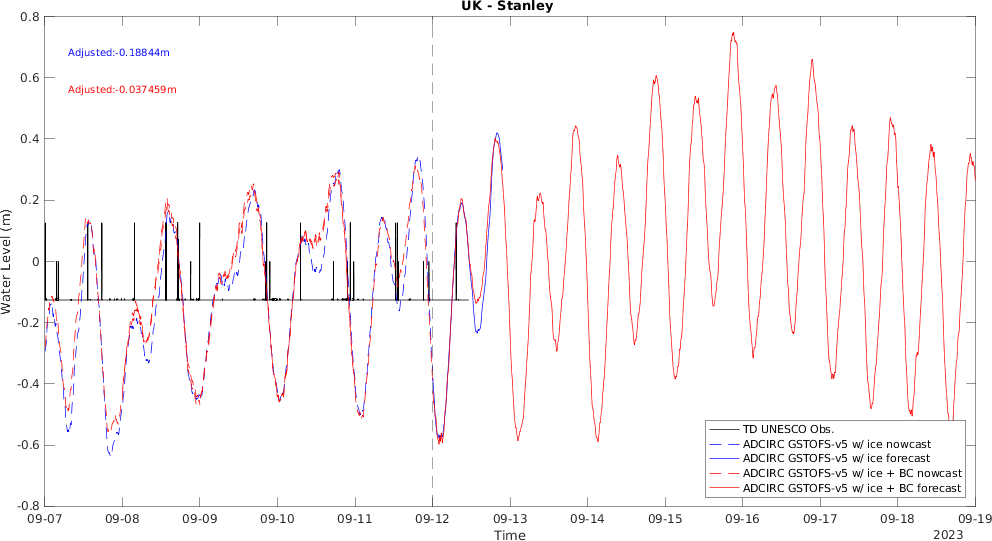 UK - Stanley
Adjusted:-0.18844m
Adjusted:-0.037459m
Water Level (m)
0.8
0.6
0.4
0.2
0
-0.2
-0.4
-0.6
-0.8
TD UNESCO Obs.
ADCIRC GSTOFS-v5 w/ ice nowcast
ADCIRC GSTOFS-v5 w/ ice forecast
ADCIRC GSTOFS-v5 w/ ice + BC nowcast
ADCIRC GSTOFS-v5 w/ ice + BC forecast
09-07 09-08 09-09 09-10 09-11 09-12 09-13 09-14 09-15 09-16 09-17 09-18 09-19
Time
2023